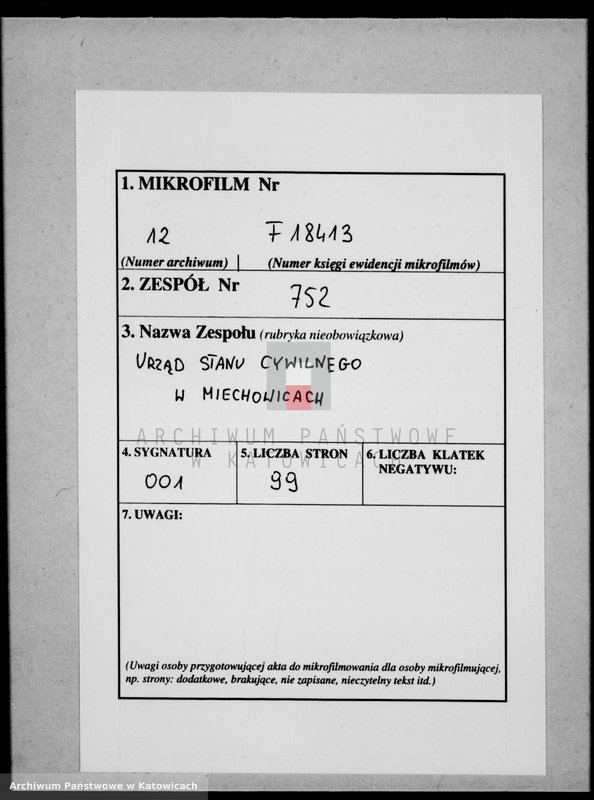 1. MIKROFILM Nr
12 F 18413
(Numer archiwum) (Numer księgi ewidencji mikrofilmów)
2. ZESPÓŁ Nr
752
3. Nazwa Zespołu (rubryka nieobowiązkowa)
URZĄD STANU CYWILNEGO
W MIECHOWICACH
ARCHIWUM PAŃSTWOWE
W KATOWICACH
4. SYGNATURA 5. LICZBA STRON 6. LICZBA KLATEK
NEGATYWU:
001 99
7. UWAGI:
(Uwagi osoby przygotowującej akta do mikrofilmowania dla osoby mikrofilmującej,
np. strony: dodatkowe, brakujące, nie zapisane, nieczytelny tekst itd.)
Archiwum Państwowe w Katowicach